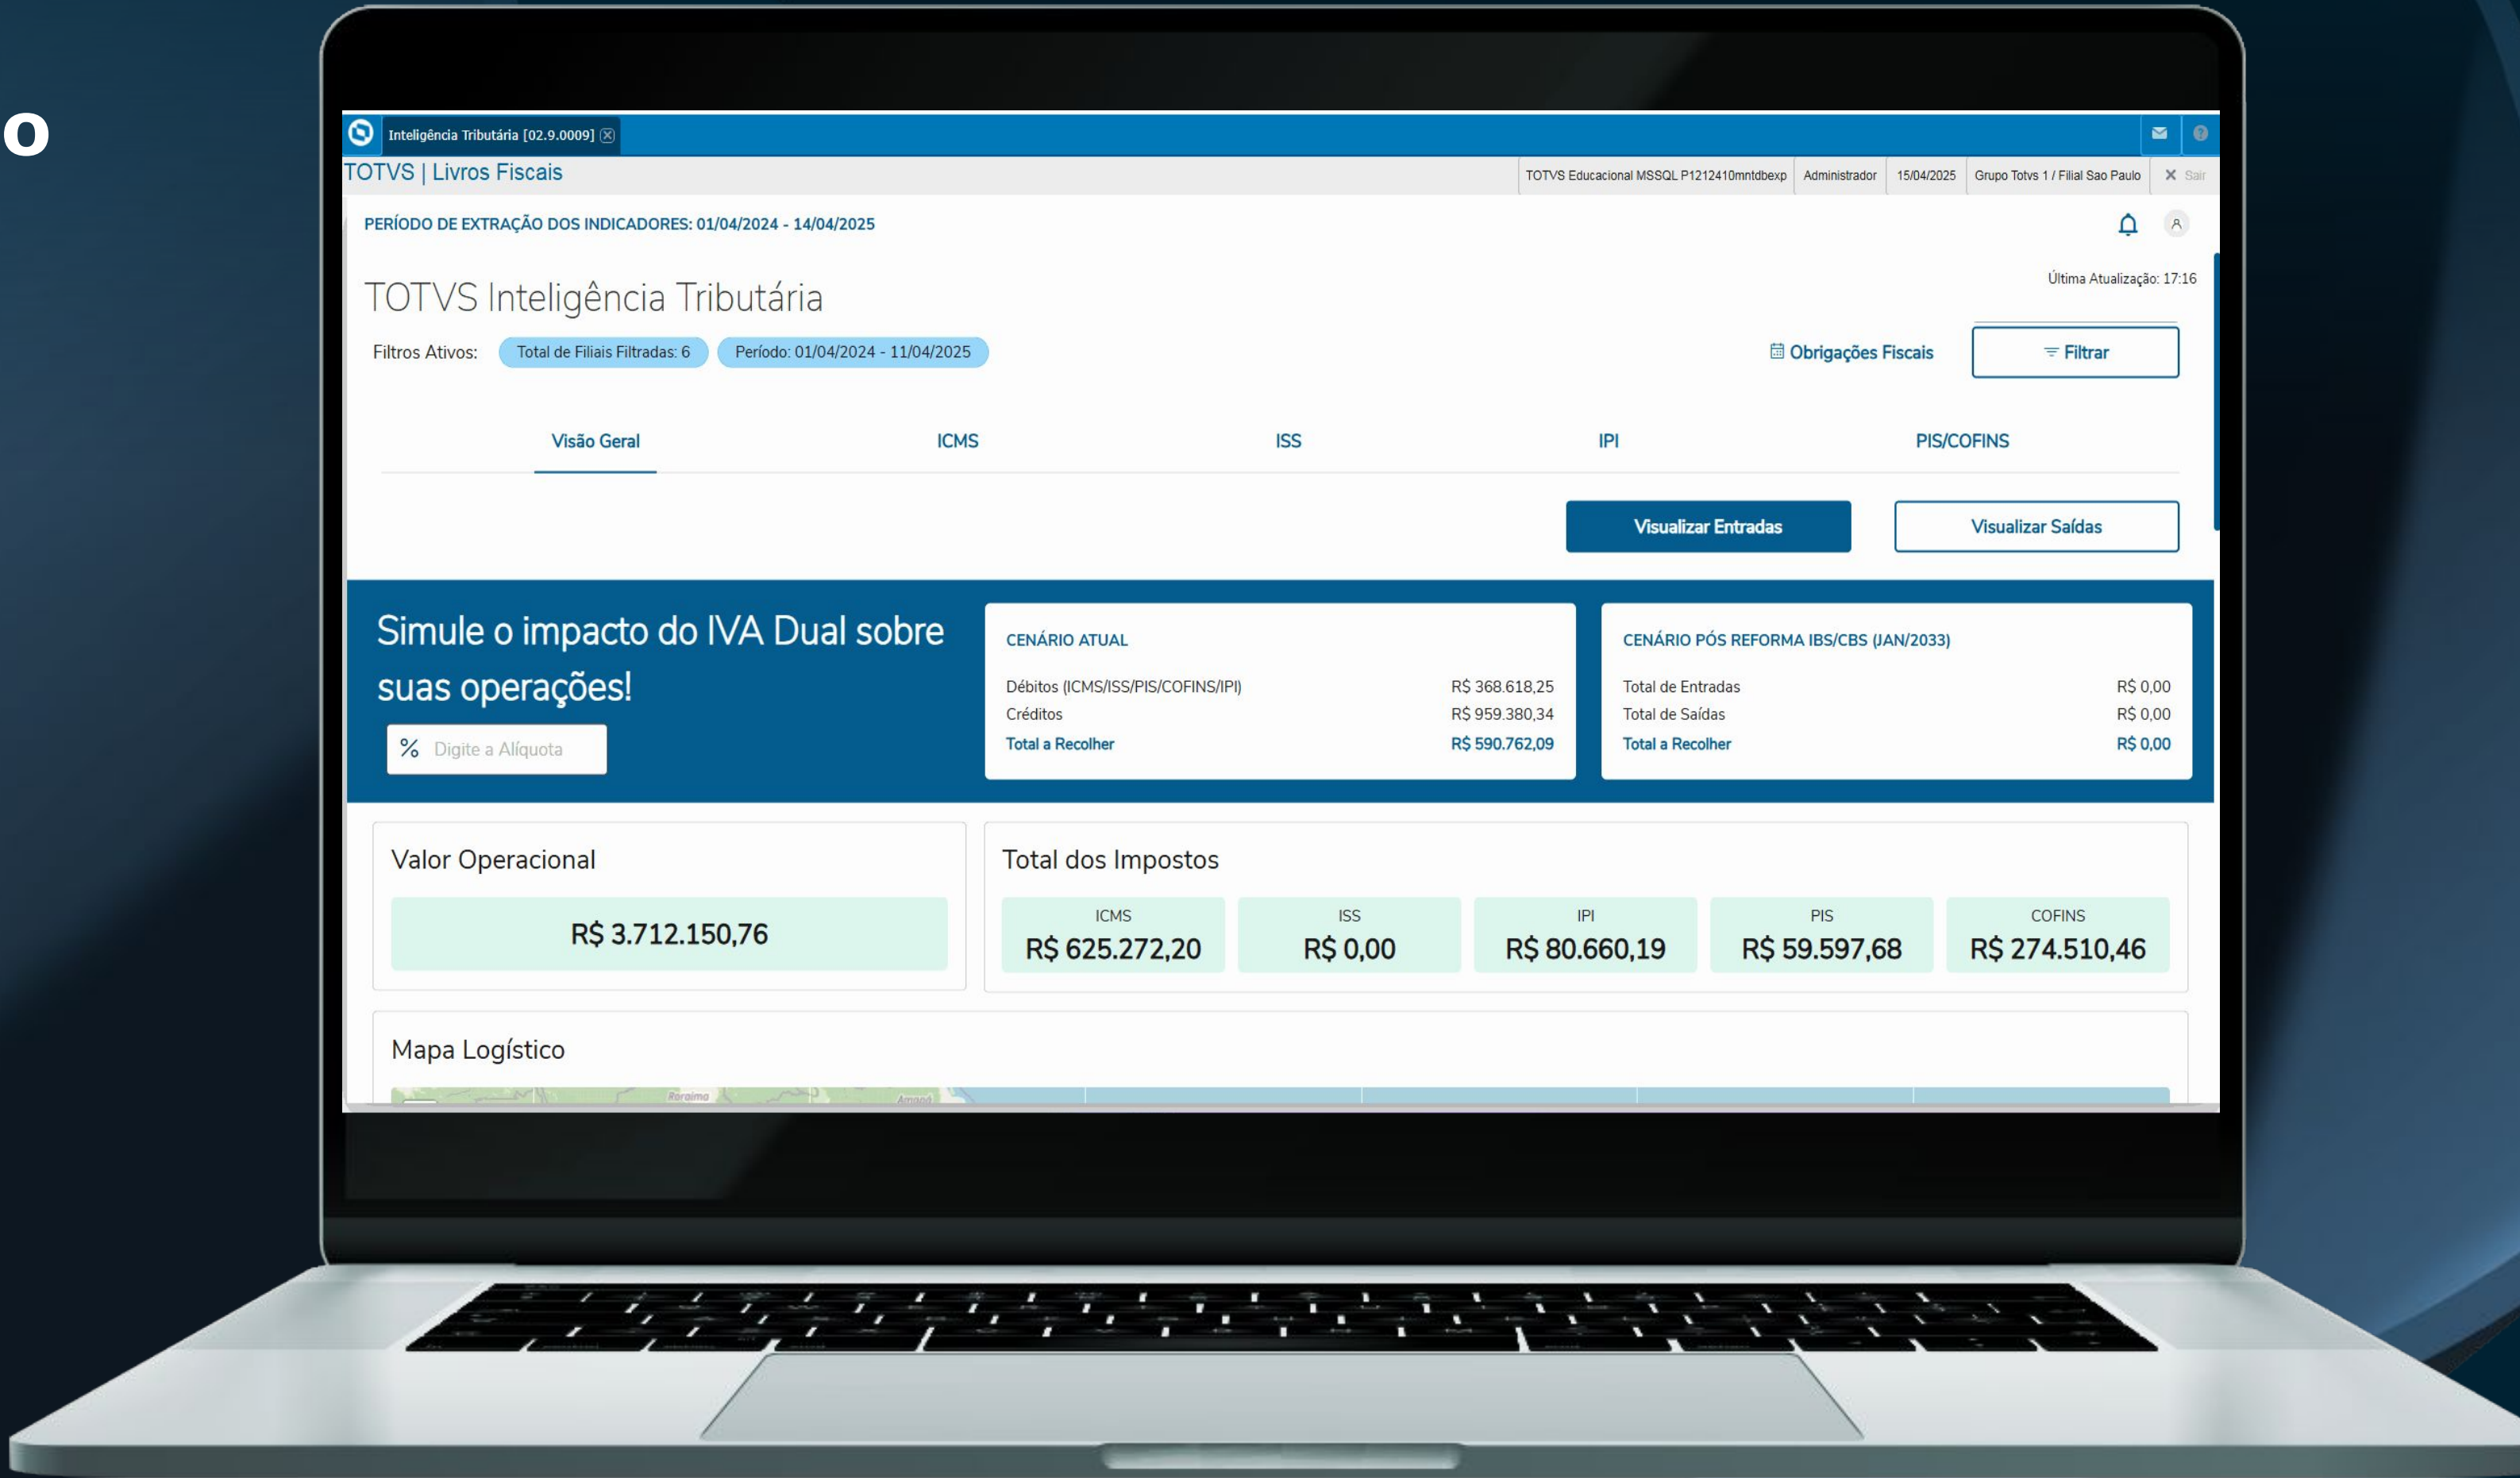 o
Inteligência Tributária [02.9.0009]
TOTVS | Livros Fiscais
TOTVS Educacional MSSQL P1212410mntdbexp Administrador 15/04/2025 Grupo Totvs 1 / Filial Sao Paulo Sair
PERÍODO DE EXTRAÇÃO DOS INDICADORES: 01/04/2024 - 14/04/2025
Última Atualização: 17:16
TOTVS Inteligência Tributária
Filtros Ativos: Total de Filiais Filtradas: 6 Período: 01/04/2024 - 11/04/2025 Obrigações Fiscais Filtrar
Visão Geral ICMS ISS IPI PIS/COFINS
Visualizar Entradas Visualizar Saídas
Simule o impacto do IVA Dual sobre
suas operações!
% Digite a Alíquota
CENÁRIO ATUAL
Débitos (ICMS/ISS/PIS/COFINS/IPI) R$ 368.618,25
Créditos R$ 959.380,34
Total a Recolher R$ 590.762,09
CENÁRIO PÓS REFORMA IBS/CBS (JAN/2033)
Total de Entradas R$ 0,00
Total de Saídas R$ 0,00
Total a Recolher R$ 0,00
Valor Operacional
R$ 3.712.150,76
Total dos Impostos
ICMS ISS IPI PIS COFINS
R$ 625.272,20 R$ 0,00 R$ 80.660,19 R$ 59.597,68 R$ 274.510,46
Mapa Logístico
Roraima Amapá